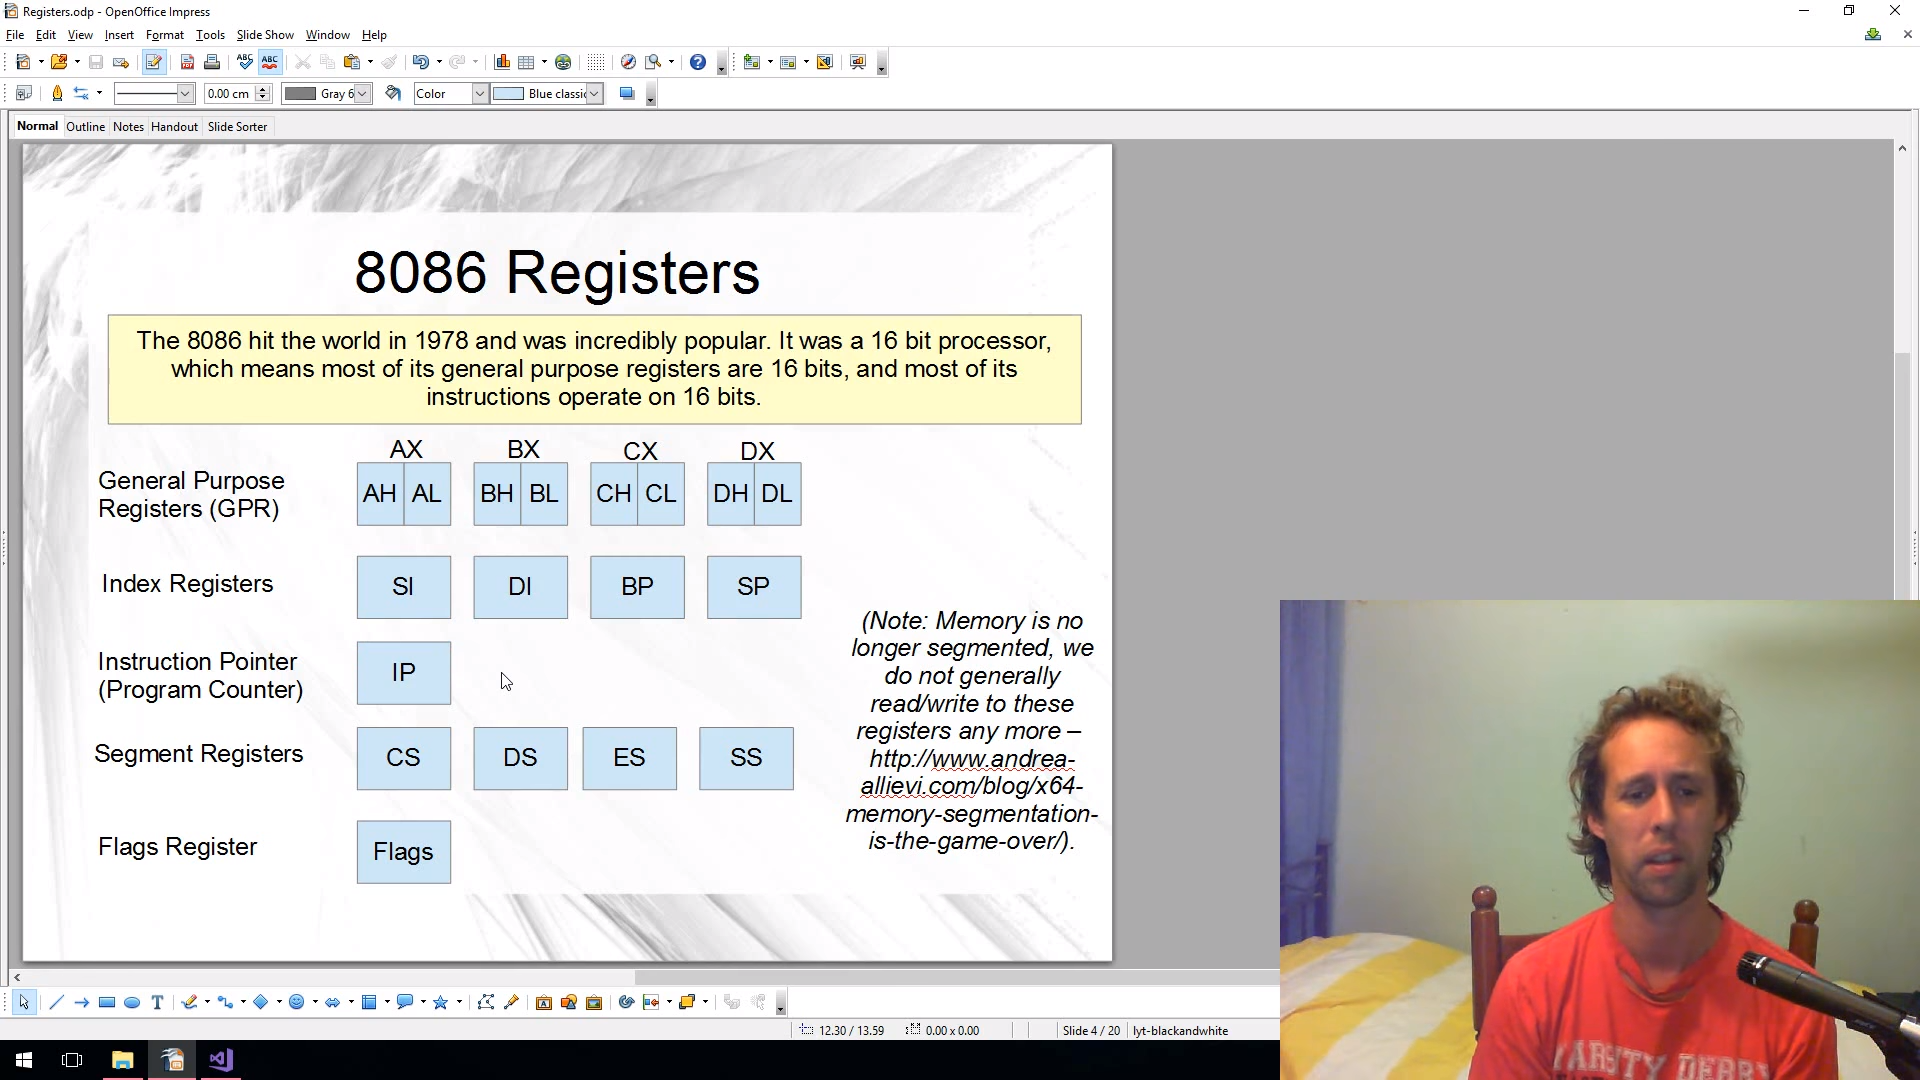 Registers.odp - OpenOffice Impress
File Edit View Insert Format Tools Slide Show Window Help
ABC ABC
0.00 cm Gray 6 Color Blue classic
Normal Outline Notes Handout Slide Sorter
8086 Registers
The 8086 hit the world in 1978 and was incredibly popular. It was a 16 bit processor,
which means most of its general purpose registers are 16 bits, and most of its
instructions operate on 16 bits.
AX BX CX DX
General Purpose
Registers (GPR)
AH AL BH BL CH CL DH DL
Index Registers
SI DI BP SP
Instruction Pointer
(Program Counter)
IP
Segment Registers
CS DS ES SS
Flags Register
Flags
(Note: Memory is no
longer segmented, we
do not generally
read/write to these
registers any more –
http://www.andrea-
allievi.com/blog/x64-
memory-segmentation-
is-the-game-over/).
12.30 / 13.59 0.00 x 0.00 Slide 4 / 20 lyt-blackandwhite